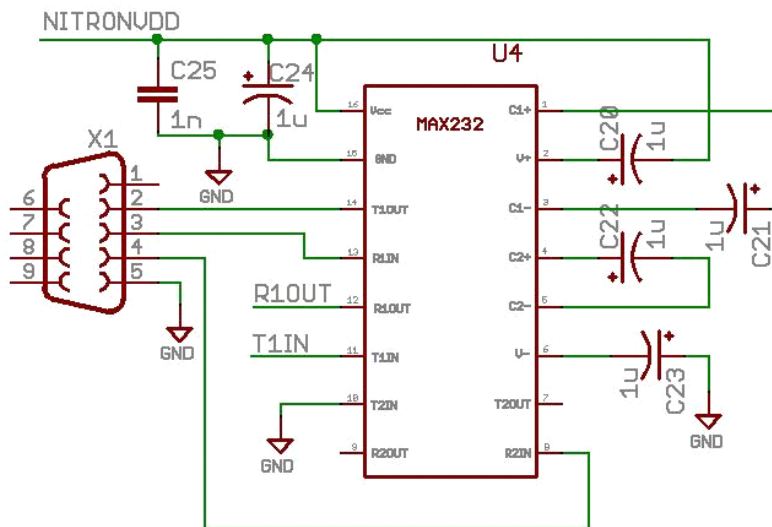 NITRONVDD
U4
C25
C24
1n
1u
GND
MAX232
16
Vcc
C1+
1
15
GND
V+
2
C20
1u
14
T1OUT
C1-
3
1u
C21
13
R1IN
C2+
4
C22
1u
12
R1OUT
C2-
5
R1OUT
11
T1IN
V-
6
T1IN
1u
C23
GND
10
T2IN
T2OUT
7
GND
9
R2OUT
R2IN
8
X1
1
6
2
7
3
8
4
9
5
GND